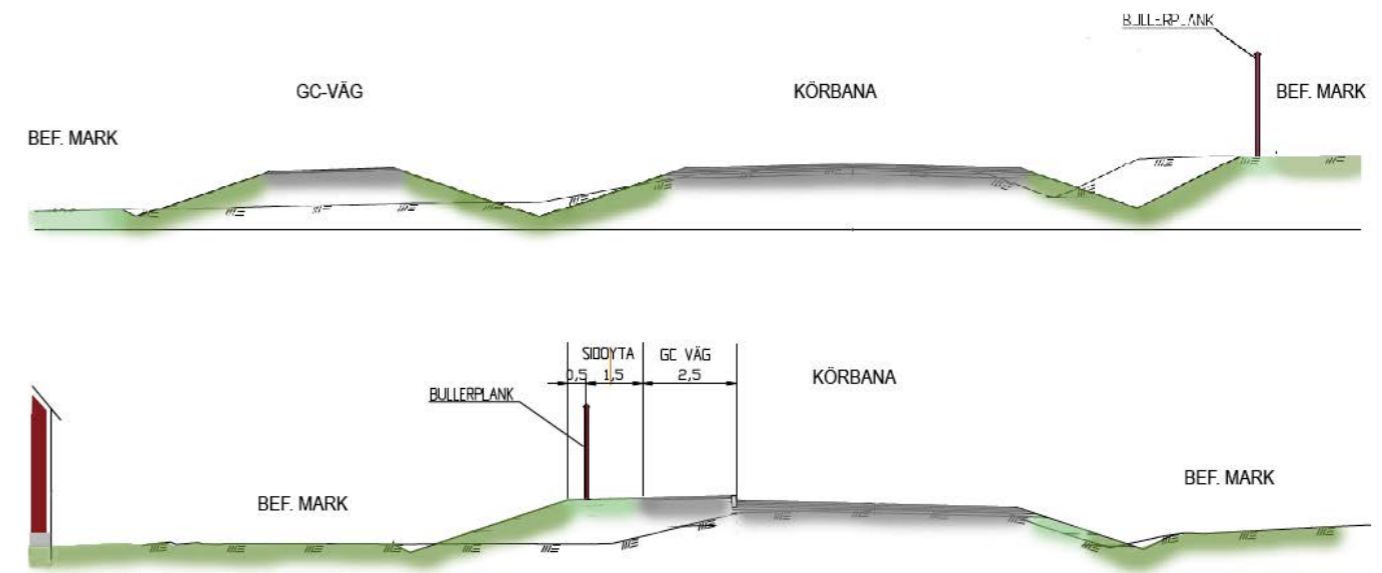 BULLERPLANK
GC-VÄG
KÖRBANA
BEF. MARK
BEF. MARK
SIDOYTA
GC VÄG
0,5
1,5
2,5
KÖRBANA
BULLERPLANK
BEF. MARK
BEF. MARK